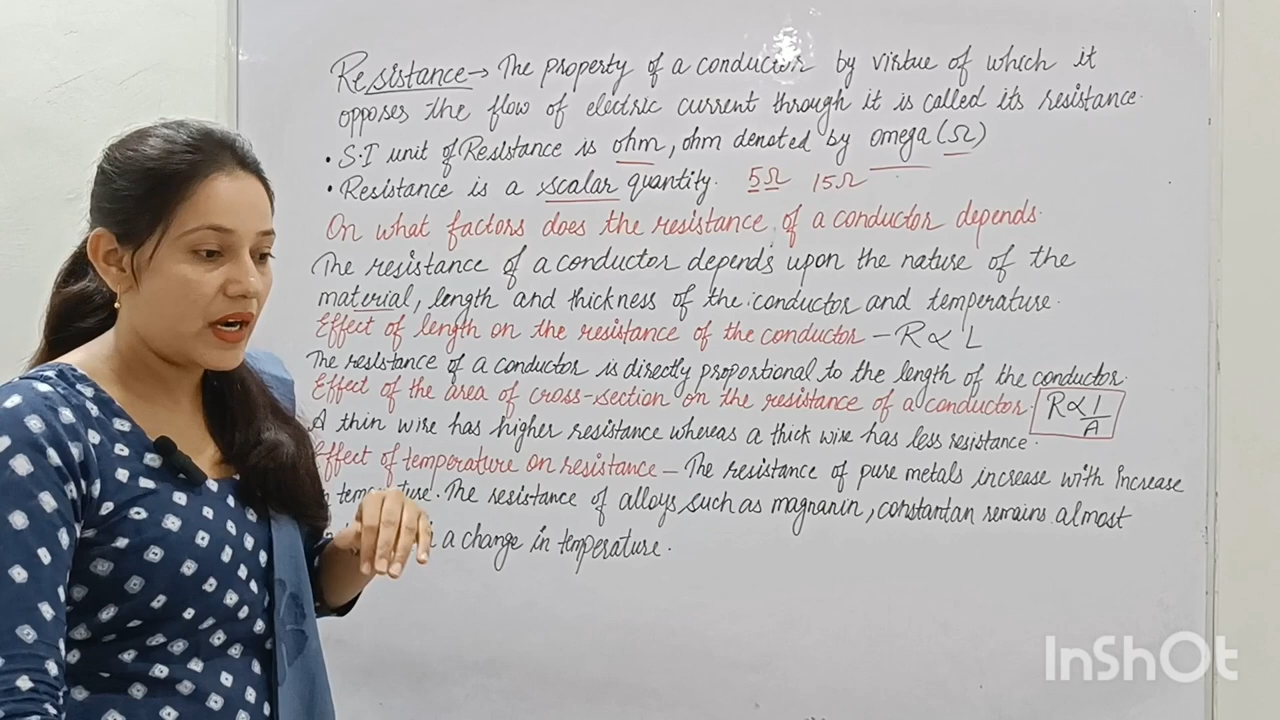 Resistance → The property of a conductor by virtue of which it
opposes the flow of electric current through it is called its resistance.
• S.I unit of Resistance is ohm, ohm denoted by omega (Ω)
• Resistance is a scalar quantity. 5Ω 15Ω
On what factors does the resistance of a conductor depends.
The resistance of a conductor depends upon the nature of the
material, length and thickness of the conductor and temperature.
Effect of length on the resistance of the conductor – R ∝ L
The resistance of a conductor is directly proportional to the length of the conductor.
Effect of the area of cross-section on the resistance of a conductor. R ∝ 1/A
A thin wire has higher resistance whereas a thick wire has less resistance.
Effect of temperature on resistance – The resistance of pure metals increase with increase
temperature. The resistance of alloys such as magnanin, constantan remains almost
a change in temperature.
InShOt